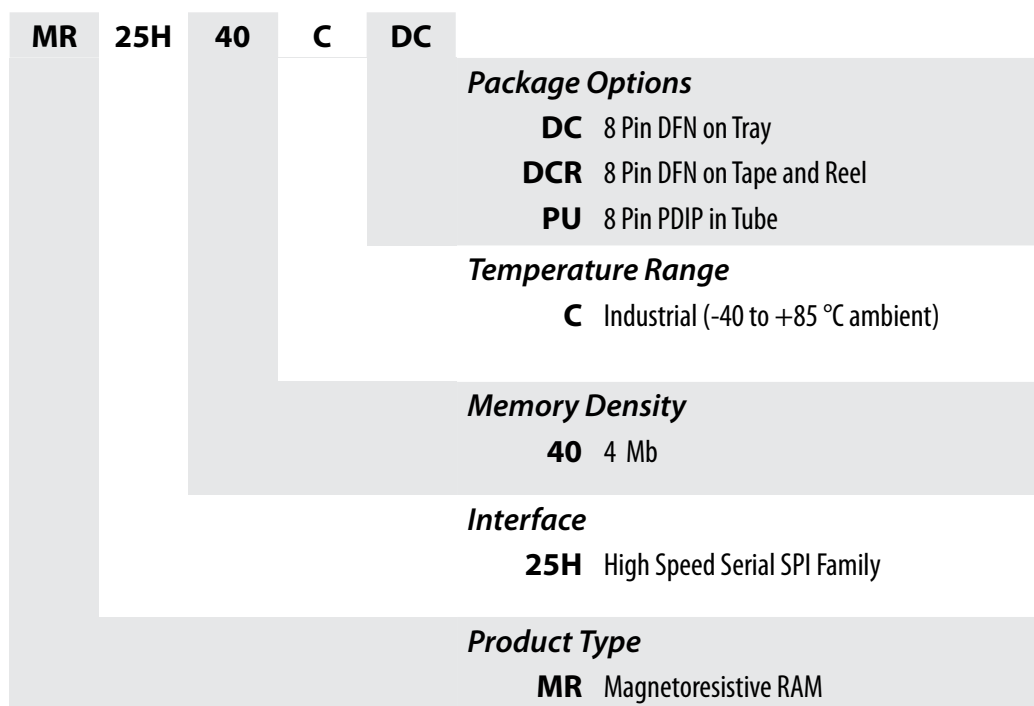 MR 25H 40 C DC
Package Options
DC 8 Pin DFN on Tray
DCR 8 Pin DFN on Tape and Reel
PU 8 Pin PDIP in Tube
Temperature Range
C Industrial (-40 to +85 °C ambient)
Memory Density
40 4 Mb
Interface
25H High Speed Serial SPI Family
Product Type
MR Magnetoresistive RAM